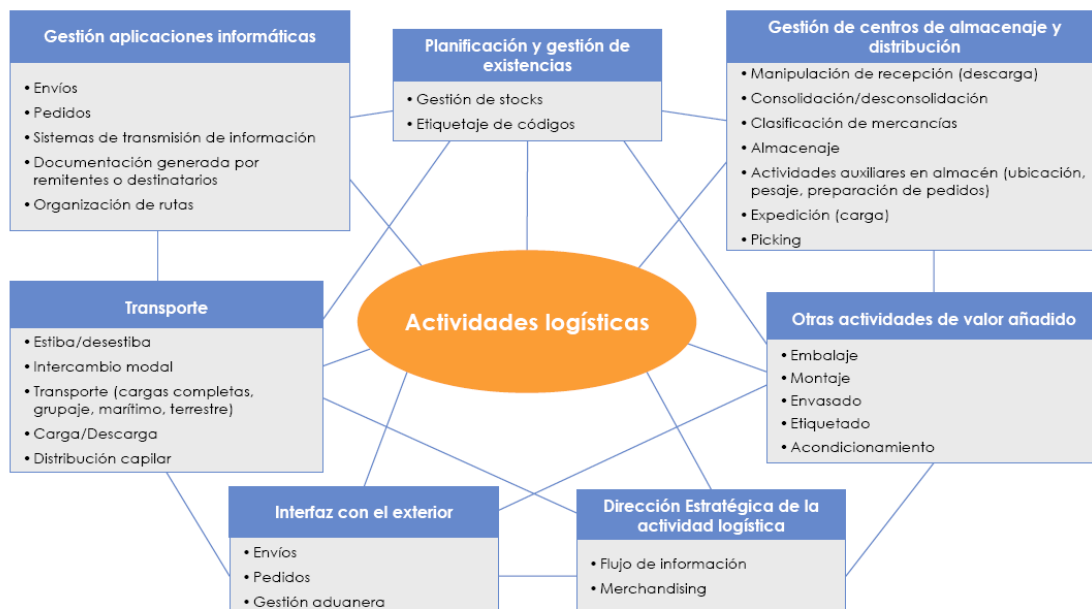 Gestión aplicaciones informáticas
• Envíos
• Pedidos
• Sistemas de transmisión de información
• Documentación generada por
remitentes o destinatarios
• Organización de rutas
Planificación y gestión de
existencias
• Gestión de stocks
• Etiquetaje de códigos
Gestión de centros de almacenaje y
distribución
• Manipulación de recepción (descarga)
• Consolidación/desconsolidación
• Clasificación de mercancías
• Almacenaje
• Actividades auxiliares en almacén (ubicación,
pesaje, preparación de pedidos)
• Expedición (carga)
• Picking
Actividades logísticas
Transporte
• Estiba/desestiba
• Intercambio modal
• Transporte (cargas completas,
grupaje, marítimo, terrestre)
• Carga/Descarga
• Distribución capilar
Otras actividades de valor añadido
• Embalaje
• Montaje
• Envasado
• Etiquetado
• Acondicionamiento
Interfaz con el exterior
• Envíos
• Pedidos
• Gestión aduanera
Dirección Estratégica de la
actividad logística
• Flujo de información
• Merchandising